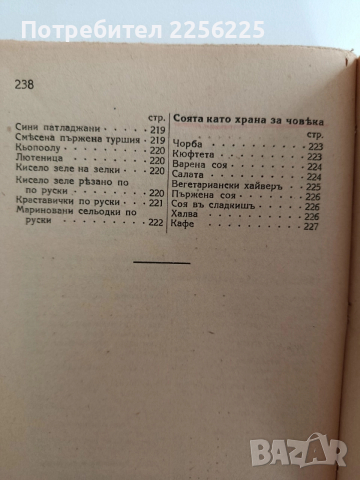 Потребител 2256252
238
стр.
Сини патладжани 219
Смѣсена пържена туршия 219
Кьопоолу 220
Лютеница 220
Кисело зеле на зелки 220
Кисело зеле рѣзано по
по руски 220
Краставички по руски 221
Мариновани сельодки по
руски 222
Соята като храна за човѣка
стр.
Чорба 223
Кюфтета 223
Варена соя 224
Салата 224
Вегетариански хайверъ 225
Пържена соя 226
Соя въ сладкишъ 226
Халва 226
Кафе 227
BAZAR